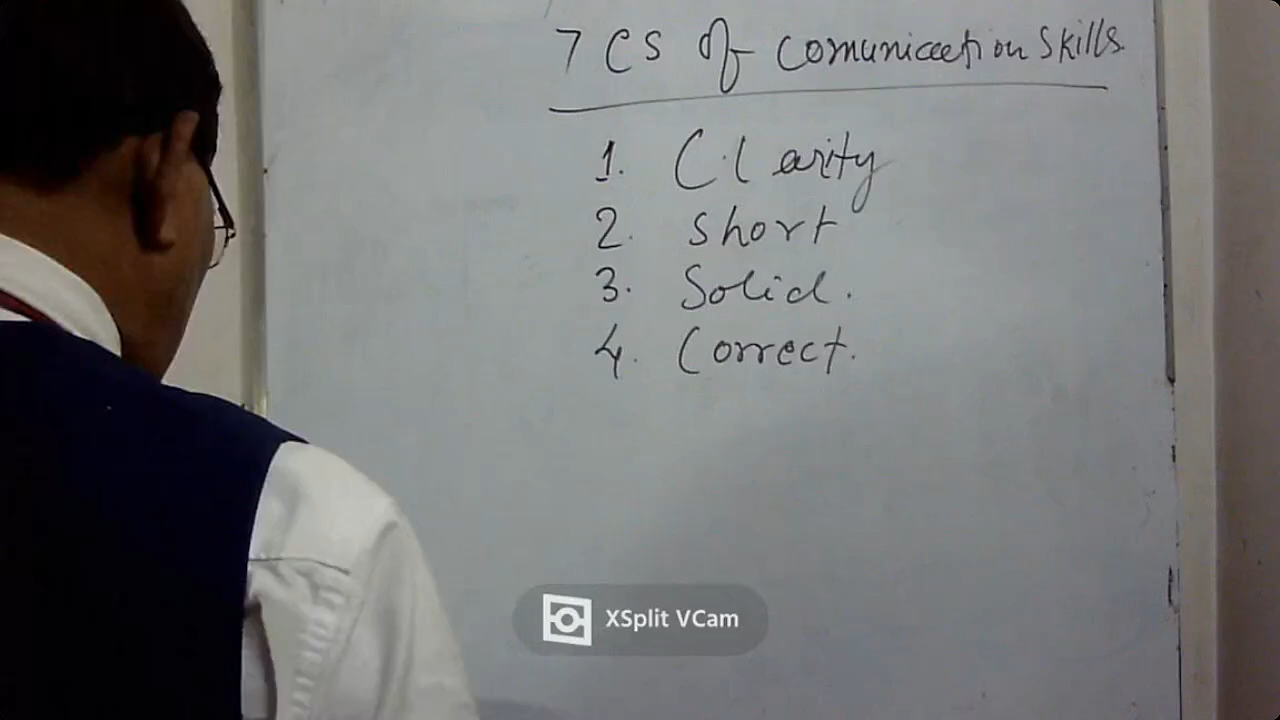 7 Cs of comunication skills.
1. Clarity
2. short
3. Solid.
4. Correct.
XSplit VCam